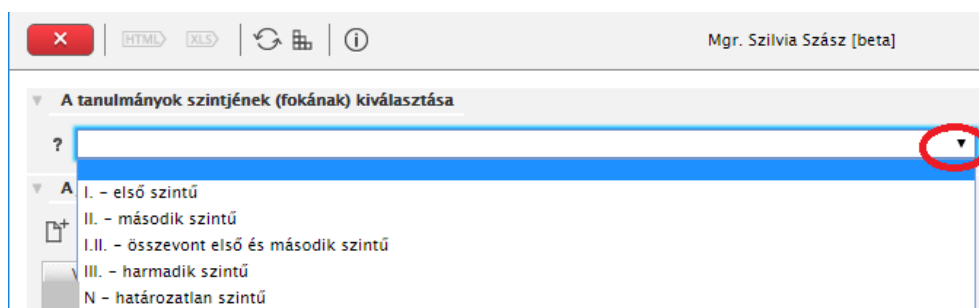 HTML XLS Mgr. Szilvia Szász [beta]
A tanulmányok szintjének (fokának) kiválasztása
?
A
I. – első szintű
II. – második szintű
I.II. – összevont első és második szintű
III. – harmadik szintű
N – határozatlan szintű